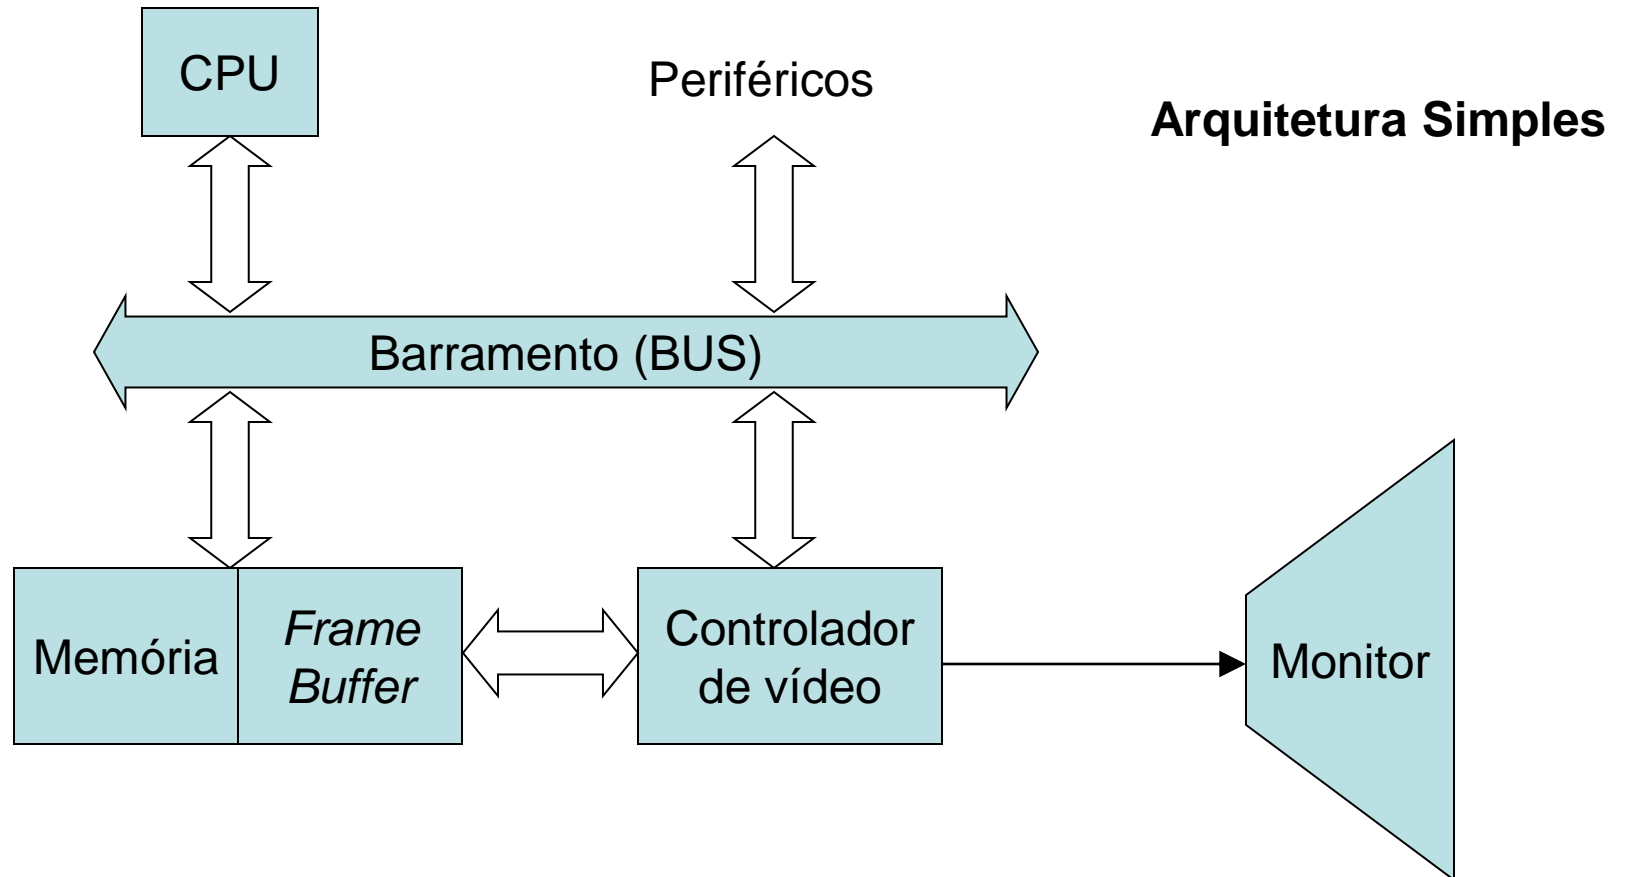 CPU
Periféricos
Arquitetura Simples
Barramento (BUS)
Memória
Frame
Buffer
Controlador
de vídeo
Monitor